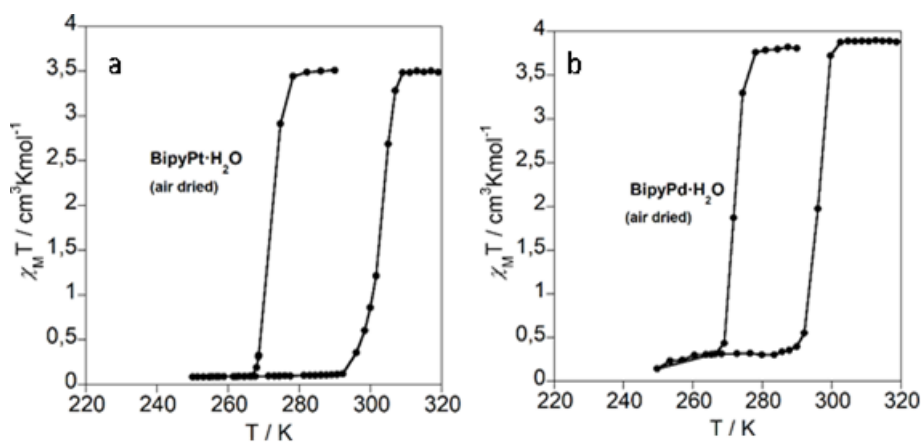 a
4
3,5
3
2,5
2
1,5
1
0,5
0
χMT / cm3Kmol-1
BipyPt·H2O
(air dried)
220 240 260 280 300 320
T / K
b
4
3,5
3
2,5
2
1,5
1
0,5
0
χMT / cm3Kmol-1
BipyPd·H2O
(air dried)
220 240 260 280 300 320
T / K